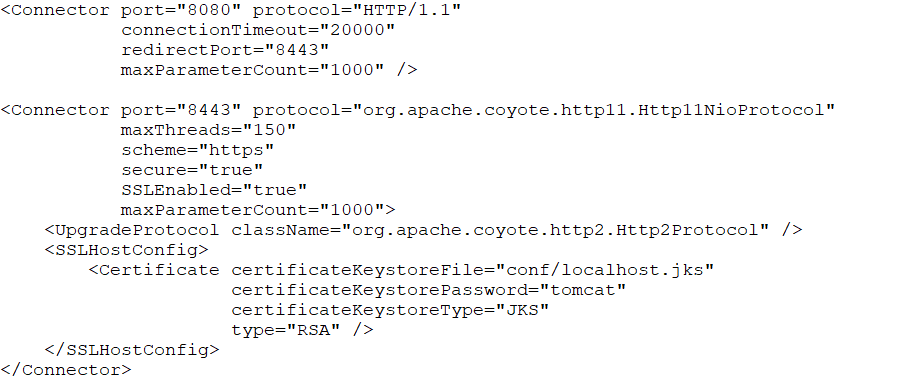 <Connector port="8080" protocol="HTTP/1.1"
           connectionTimeout="20000"
           redirectPort="8443"
           maxParameterCount="1000" />

<Connector port="8443" protocol="org.apache.coyote.http11.Http11NioProtocol"
           maxThreads="150"
           scheme="https"
           secure="true"
           SSLEnabled="true"
           maxParameterCount="1000">
    <UpgradeProtocol className="org.apache.coyote.http2.Http2Protocol" />
    <SSLHostConfig>
        <Certificate certificateKeystoreFile="conf/localhost.jks"
                     certificateKeystorePassword="tomcat"
                     certificateKeystoreType="JKS"
                     type="RSA" />
    </SSLHostConfig>
</Connector>